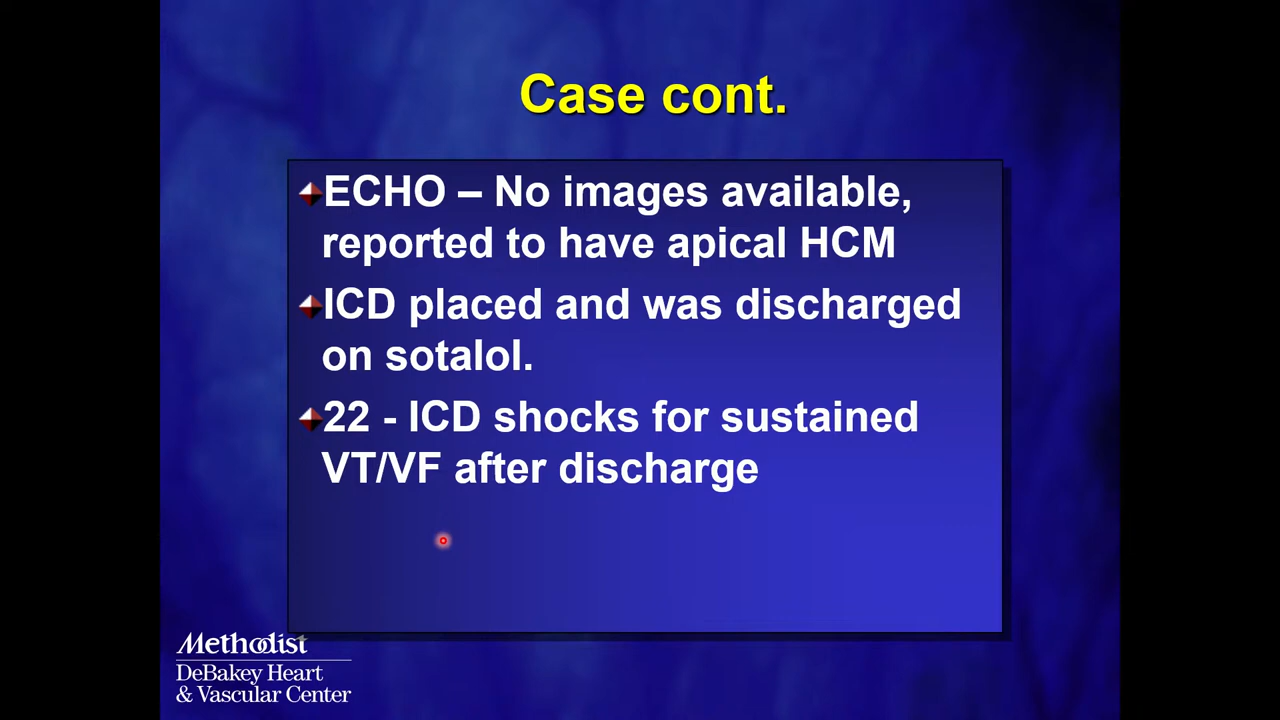 Case cont.
ECHO – No images available,
reported to have apical HCM
ICD placed and was discharged
on sotalol.
22 - ICD shocks for sustained
VT/VF after discharge
Methodist
DeBakey Heart
& Vascular Center